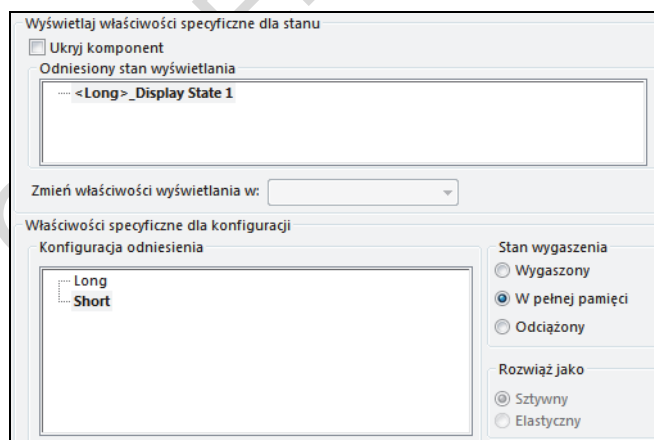 Wyświetlaj właściwości specyficzne dla stanu
Ukryj komponent
Odniesiony stan wyświetlania
<Long>_Display State 1
Zmień właściwości wyświetlania w:
Właściwości specyficzne dla konfiguracji
Konfiguracja odniesienia
Long
Short
Stan wygaszenia
Wygaszony
W pełnej pamięci
Odciążony
Rozwiąż jako
Sztywny
Elastyczny